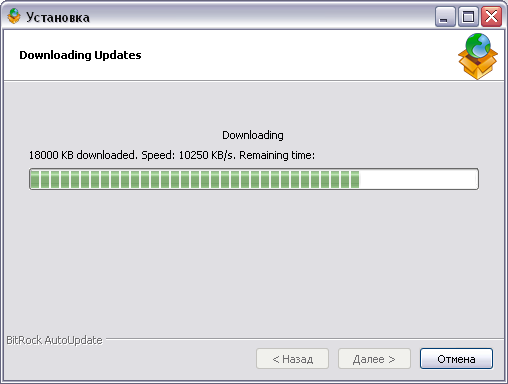 Установка
Downloading Updates
Downloading
18000 KB downloaded. Speed: 10250 KB/s. Remaining time:
BitRock AutoUpdate
< Назад
Далее >
Отмена